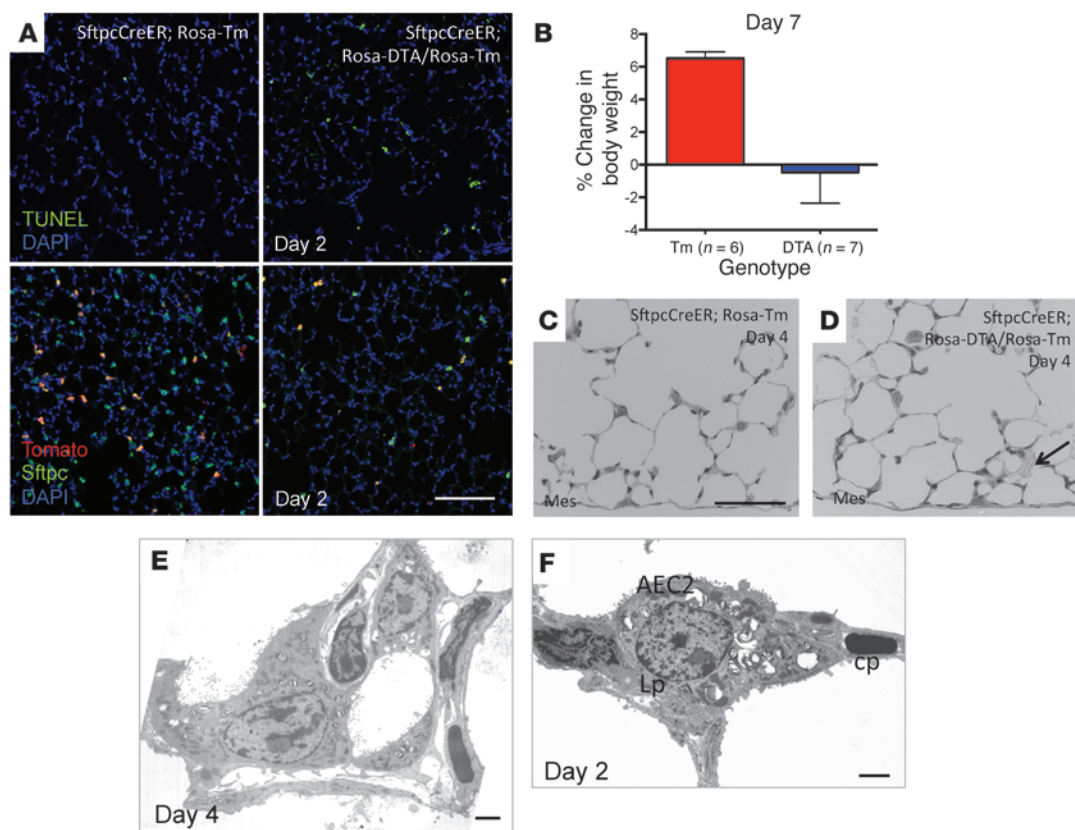 A
SftpcCreER; Rosa-Tm
SftpcCreER;
Rosa-DTA/Rosa-Tm
TUNEL
DAPI
Day 2
Tomato
Sftpc
DAPI
Day 2
B
Day 7
% Change in
body weight
8
6
4
2
0
-2
-4
Tm (n = 6)
DTA (n = 7)
Genotype
C
SftpcCreER; Rosa-Tm
Day 4
Mes
D
SftpcCreER;
Rosa-DTA/Rosa-Tm
Day 4
Mes
E
Day 4
F
AEC2
Lp
cp
Day 2